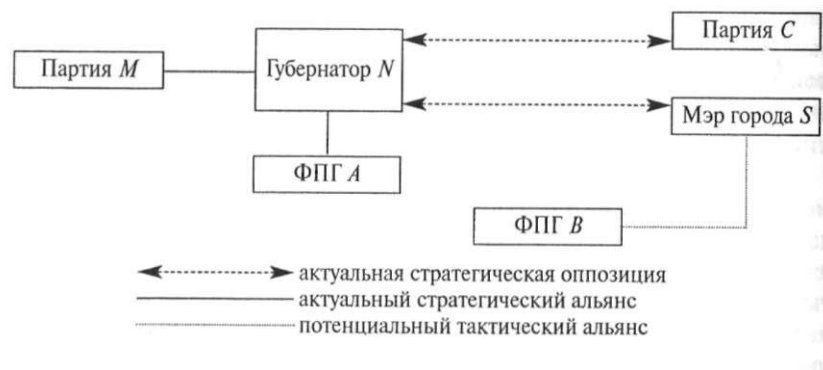 Партия C
Партия M
Губернатор N
Мэр города S
ФПГ A
ФПГ B
актуальная стратегическая оппозиция
актуальный стратегический альянс
потенциальный тактический альянс